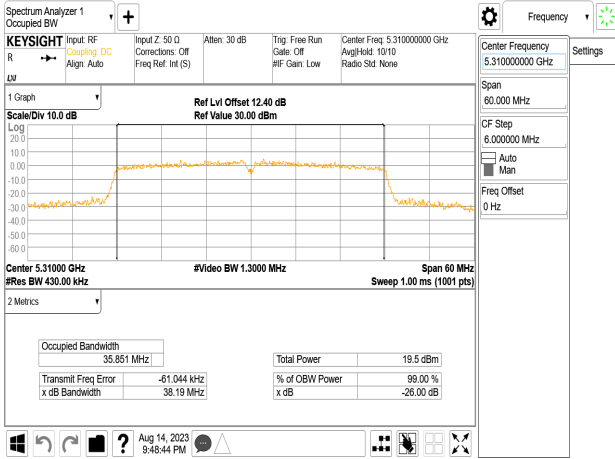 Spectrum Analyzer 1
Occupied BW
Frequency
KEYSIGHT
R
LXI
Input: RF
Coupling: DC
Align: Auto
Input Z: 50 Ω
Corrections: Off
Freq Ref: Int (S)
Atten: 30 dB
Trig: Free Run
Gate: Off
#IF Gain: Low
Center Freq: 5.310000000 GHz
Avg|Hold: 10/10
Radio Std: None
Center Frequency
5.310000000 GHz
Settings
Span
60.000 MHz
CF Step
6.000000 MHz
Auto
Man
Freq Offset
0 Hz
1 Graph
Scale/Div 10.0 dB
Ref Lvl Offset 12.40 dB
Ref Value 30.00 dBm
Log
20.0
10.0
0.00
-10.0
-20.0
-30.0
-40.0
-50.0
-60.0
Center 5.31000 GHz
#Video BW 1.3000 MHz
Span 60 MHz
#Res BW 430.00 kHz
Sweep 1.00 ms (1001 pts)
2 Metrics
Occupied Bandwidth
35.851 MHz
Total Power 19.5 dBm
Transmit Freq Error -61.044 kHz
% of OBW Power 99.00 %
x dB Bandwidth 38.19 MHz
x dB -26.00 dB
Aug 14, 2023
9:48:44 PM